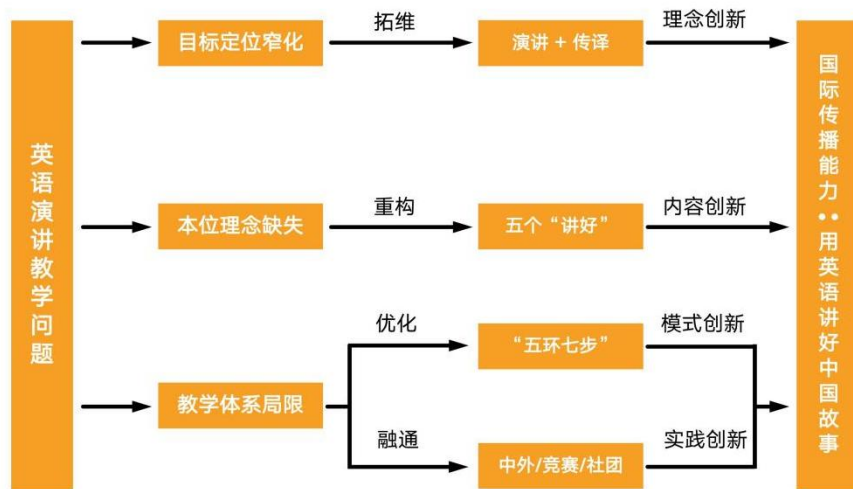 英语演讲教学问题
目标定位窄化
拓维
演讲 + 传译
理念创新
本位理念缺失
重构
五个“讲好”
内容创新
教学体系局限
优化
“五环七步”
模式创新
融通
中外/竞赛/社团
实践创新
国际传播能力：用英语讲好中国故事